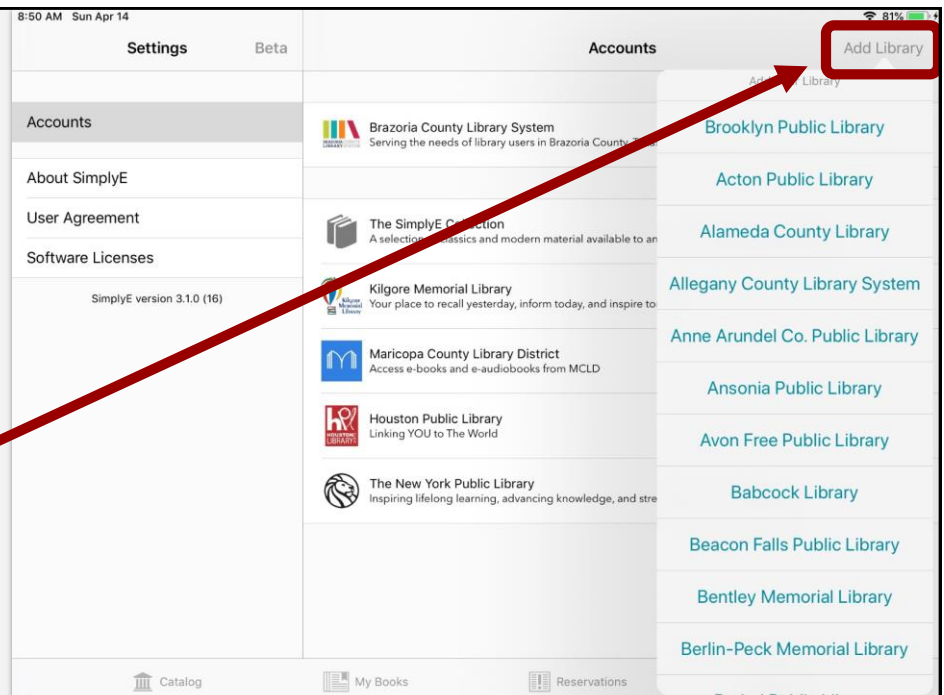 8:50 AM Sun Apr 14
81%
Settings
Beta
Accounts
Add Library
Library
Accounts
About SimplyE
User Agreement
Software Licenses
SimplyE version 3.1.0 (16)
Brazoria County Library System
Serving the needs of library users in Brazoria County,
The SimplyE Collection
A selection classics and modern material available to an
Kilgore Memorial Library
Your place to recall yesterday, inform today, and inspire to
Maricopa County Library District
Access e-books and e-audiobooks from MCLD
Houston Public Library
Linking YOU to The World
The New York Public Library
Inspiring lifelong learning, advancing knowledge, and stre
Brooklyn Public Library
Acton Public Library
Alameda County Library
Allegany County Library System
Anne Arundel Co. Public Library
Ansonia Public Library
Avon Free Public Library
Babcock Library
Beacon Falls Public Library
Bentley Memorial Library
Berlin-Peck Memorial Library
Catalog
My Books
Reservations